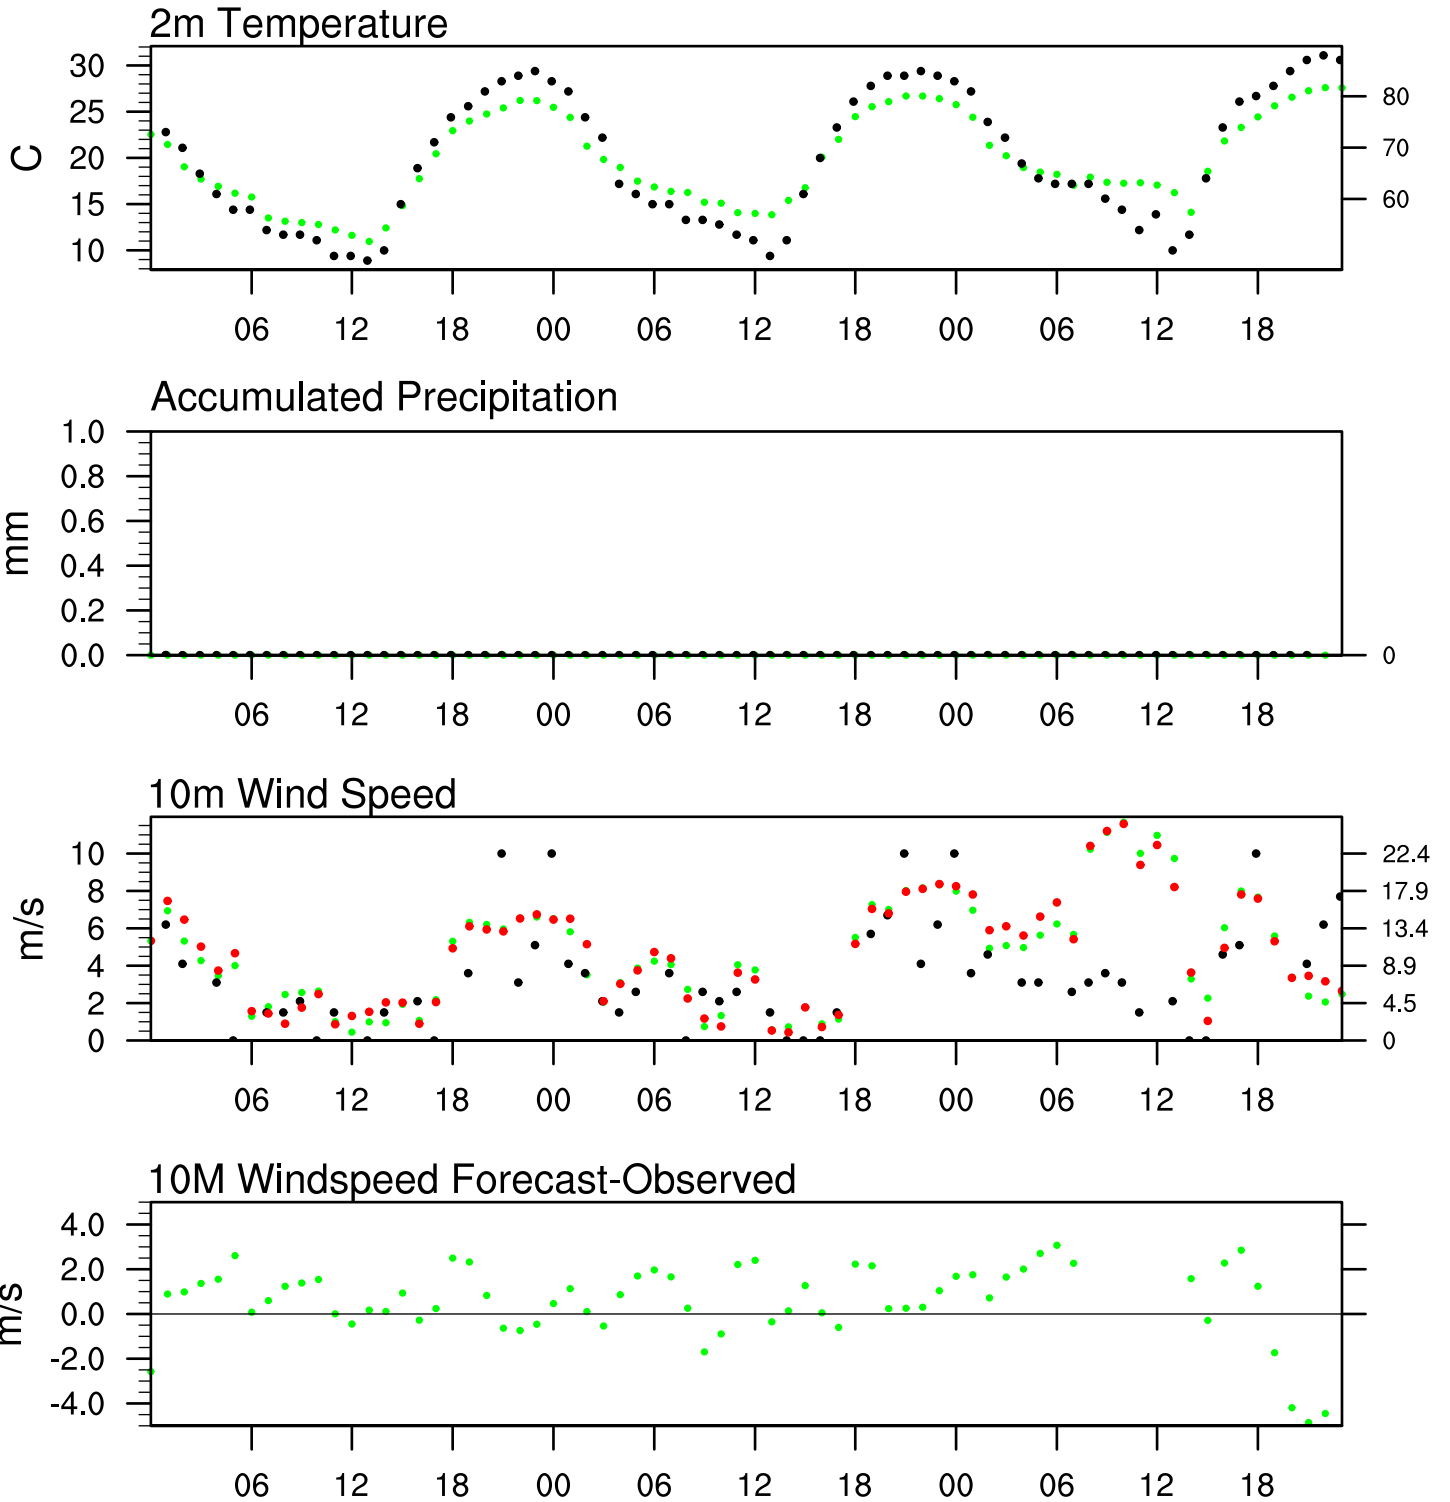 2m Temperature
30
25
20
15
10
C
80
70
60
06 12 18 00 06 12 18 00 06 12 18
Accumulated Precipitation
1.0
0.8
0.6
0.4
0.2
0.0
mm
0
06 12 18 00 06 12 18 00 06 12 18
10m Wind Speed
10
8
6
4
2
0
m/s
22.4
17.9
13.4
8.9
4.5
0
06 12 18 00 06 12 18 00 06 12 18
10M Windspeed Forecast-Observed
4.0
2.0
0.0
-2.0
-4.0
m/s
06 12 18 00 06 12 18 00 06 12 18